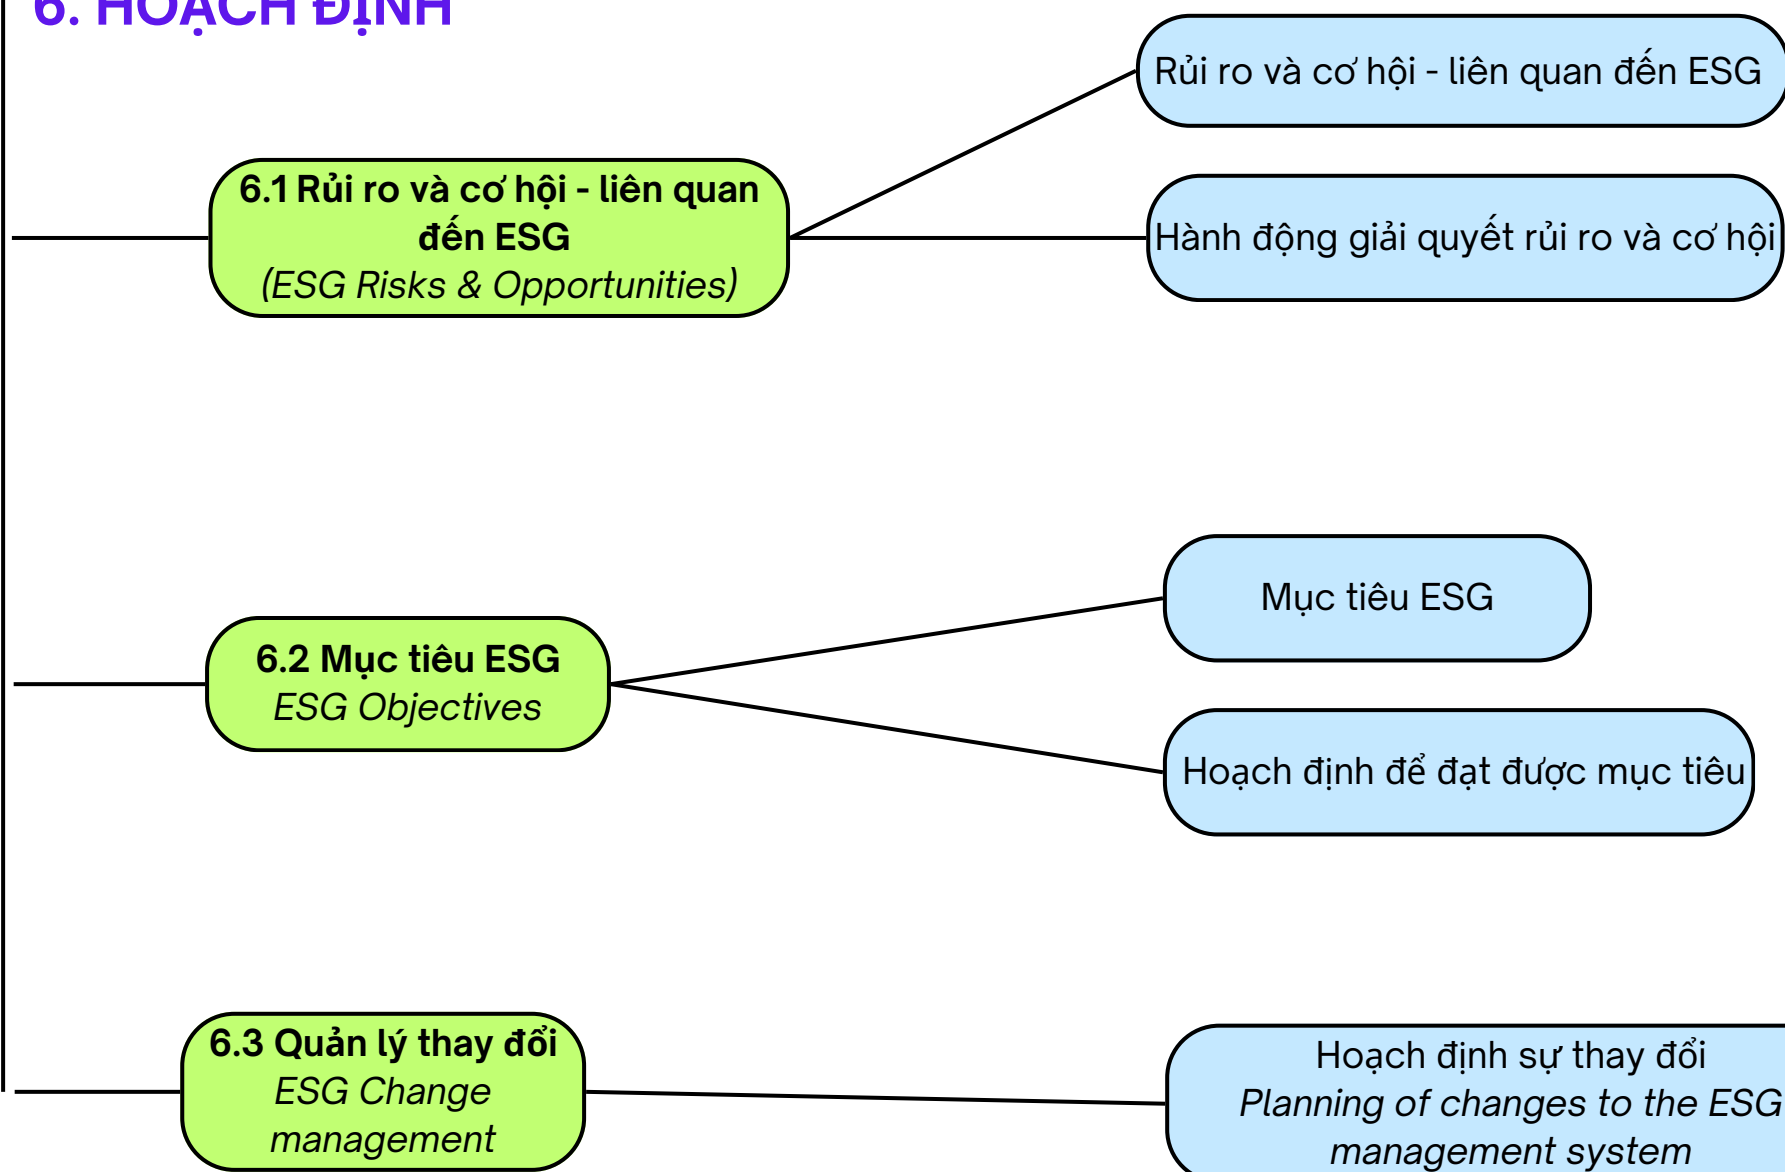 6. HOẠCH ĐỊNH
Rủi ro và cơ hội - liên quan đến ESG
6.1 Rủi ro và cơ hội - liên quan
đến ESG
(ESG Risks & Opportunities)
Hành động giải quyết rủi ro và cơ hội
Mục tiêu ESG
6.2 Mục tiêu ESG
ESG Objectives
Hoạch định để đạt được mục tiêu
6.3 Quản lý thay đổi
ESG Change
management
Hoạch định sự thay đổi
Planning of changes to the ESG
management system